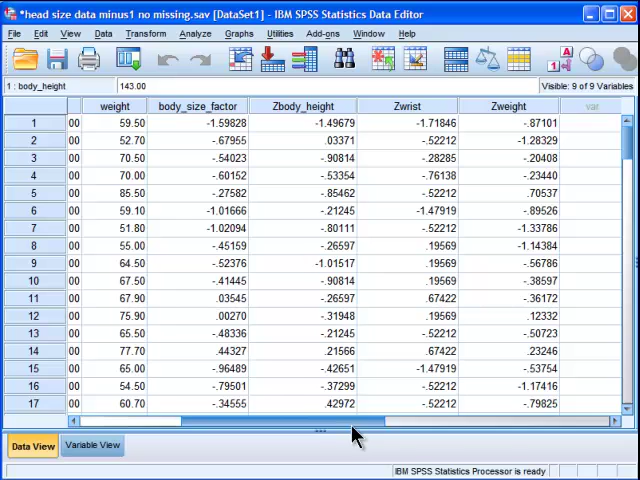 *head size data minus1 no missing.sav [DataSet1] - IBM SPSS Statistics Data Editor
File Edit View Data Transform Analyze Graphs Utilities Add-ons Window Help
1 : body_height 143.00 Visible: 9 of 9 Variables
weight body_size_factor Zbody_height Zwrist Zweight var
1 00 59.50 -1.59828 -1.49679 -1.71846 -.87101
2 00 52.70 -.67955 .03371 -.52212 -1.28329
3 00 70.50 -.54023 -.90814 -.28285 -.20408
4 00 70.00 -.60152 -.53354 -.76138 -.23440
5 00 85.50 -.27582 -.85462 -.52212 .70537
6 00 59.10 -1.01666 -.21245 -1.47919 -.89526
7 00 51.80 -1.02094 -.80111 -.52212 -1.33786
8 00 55.00 -.45159 -.26597 .19569 -1.14384
9 00 64.50 -.52376 -1.01517 .19569 -.56786
10 00 67.50 -.41445 -.90814 -.52212 -.38597
11 00 67.90 .03545 -.26597 .67422 -.36172
12 00 75.90 .00270 -.31948 .19569 .12332
13 00 65.50 -.48336 -.21245 -.52212 -.50723
14 00 77.70 .44327 .21566 .67422 .23246
15 00 65.00 -.96489 -.42651 -1.47919 -.53754
16 00 54.50 -.79501 -.37299 -.52212 -1.17416
17 00 60.70 -.34555 .42972 -.52212 -.79825
Data View Variable View
IBM SPSS Statistics Processor is ready